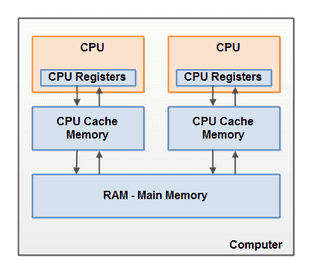 CPU
CPU
CPU Registers
CPU Registers
CPU Cache
Memory
CPU Cache
Memory
RAM - Main Memory
Computer